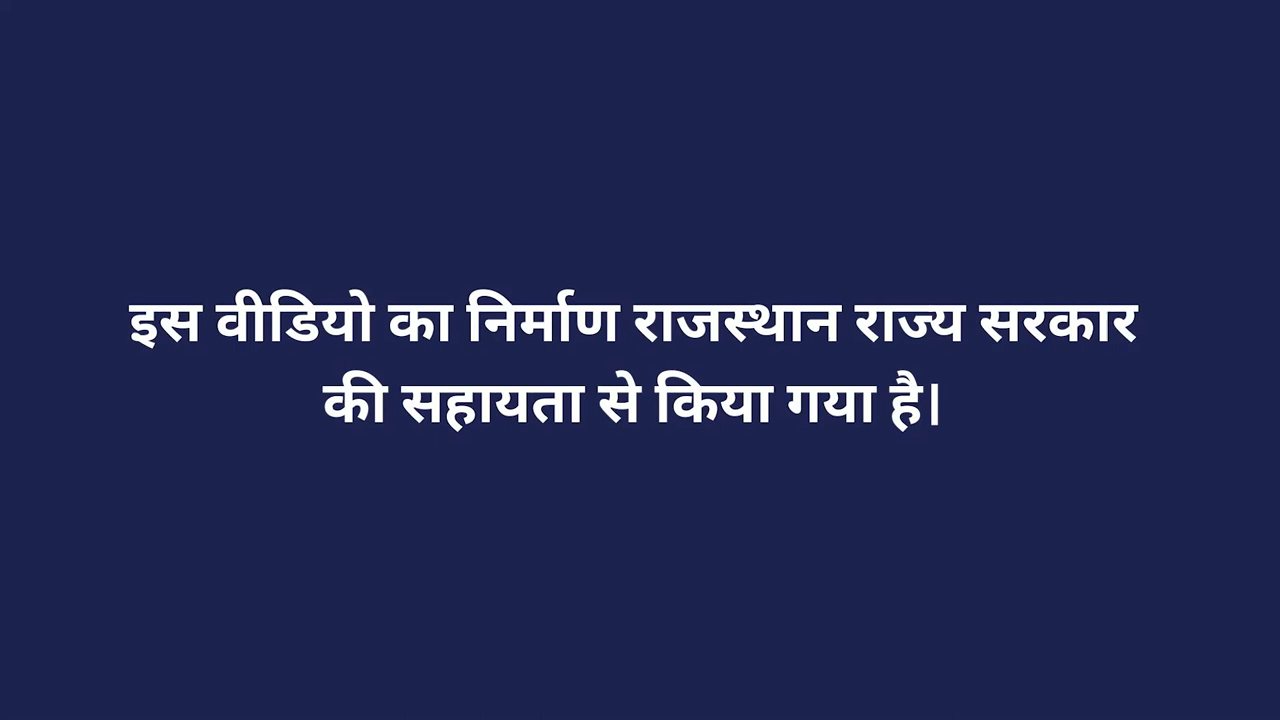 इस वीडियो का निर्माण राजस्थान राज्य सरकार
की सहायता से किया गया है।